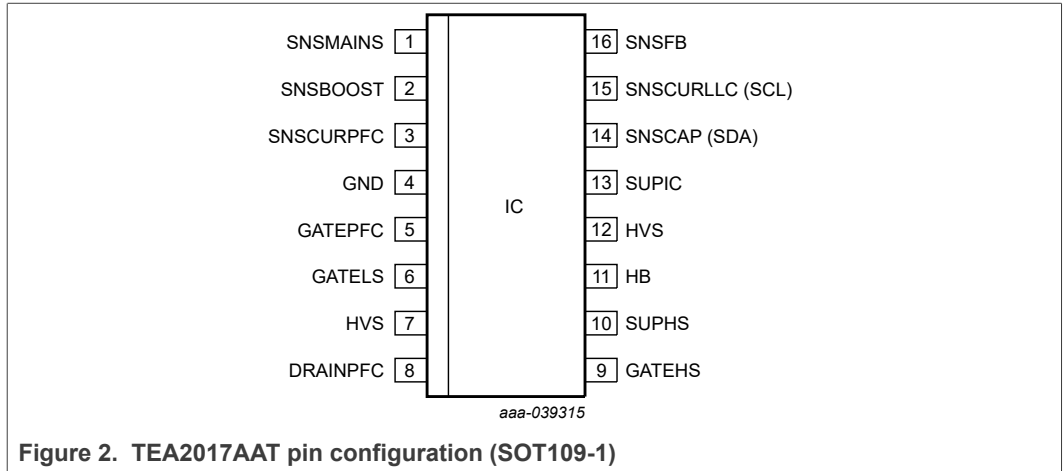 SNSMAINS 1
SNSBOOST 2
SNSCURPFC 3
GND 4
GATEPFC 5
GATELS 6
HVS 7
DRAINPFC 8
IC
16 SNSFB
15 SNSCURLLC (SCL)
14 SNSCAP (SDA)
13 SUPIC
12 HVS
11 HB
10 SUPHS
9 GATEHS
aaa-039315
Figure 2. TEA2017AAT pin configuration (SOT109-1)